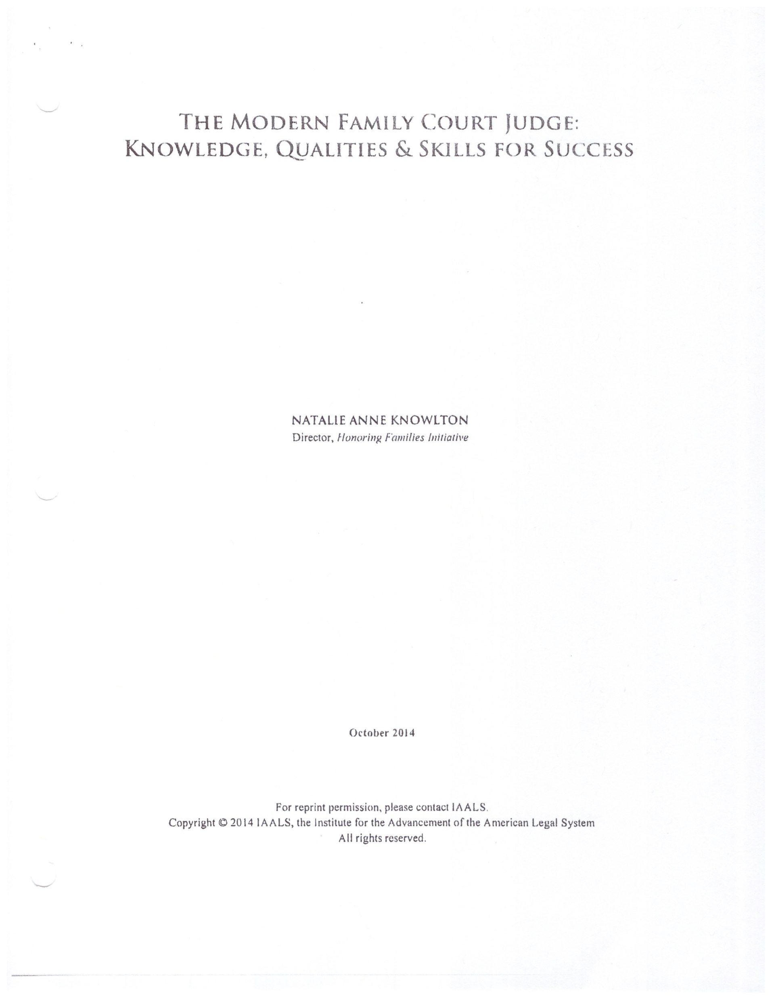 THE MODERN FAMILY COURT JUDGE:
KNOWLEDGE, QUALITIES & SKILLS FOR SUCCESS
NATALIE ANNE KNOWLTON
Director, Honoring Families Initiative
October 2014
For reprint permission, please contact IAALS.
Copyright © 2014 IAALS, the Institute for the Advancement of the American Legal System
All rights reserved.